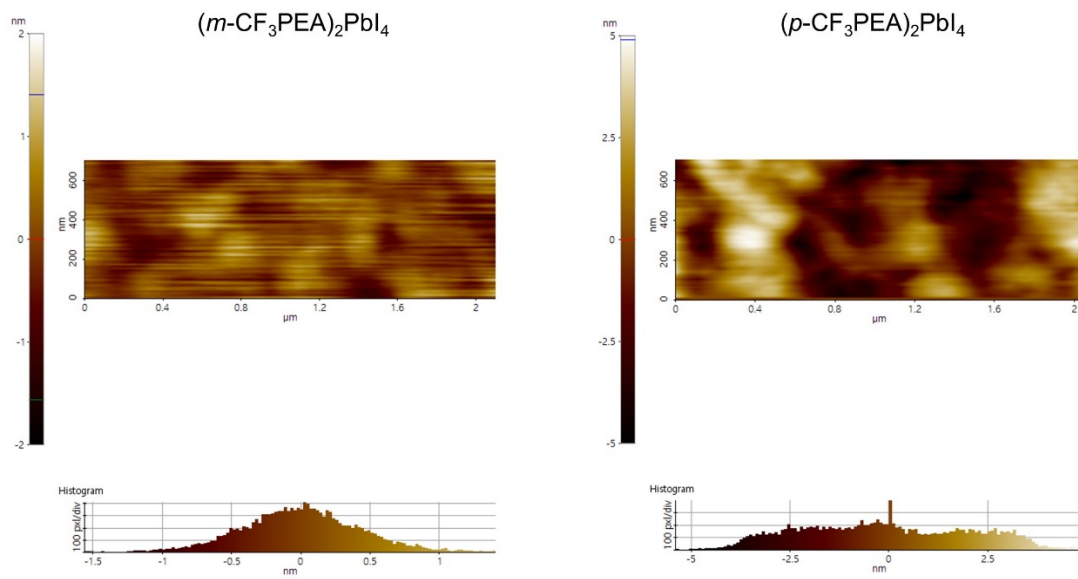 (m-CF₃PEA)₂PbI₄
nm
2
1
0
-1
-2
nm
600
400
200
0
0
0.4
0.8
1.2
1.6
2
µm
Histogram
100 pxl/div
-1.5
-1
-0.5
0
0.5
1
nm
(p-CF₃PEA)₂PbI₄
nm
5
2.5
0
-2.5
-5
nm
600
400
200
0
0
0.4
0.8
1.2
1.6
2
µm
Histogram
100 pxl/div
-5
-2.5
0
2.5
nm